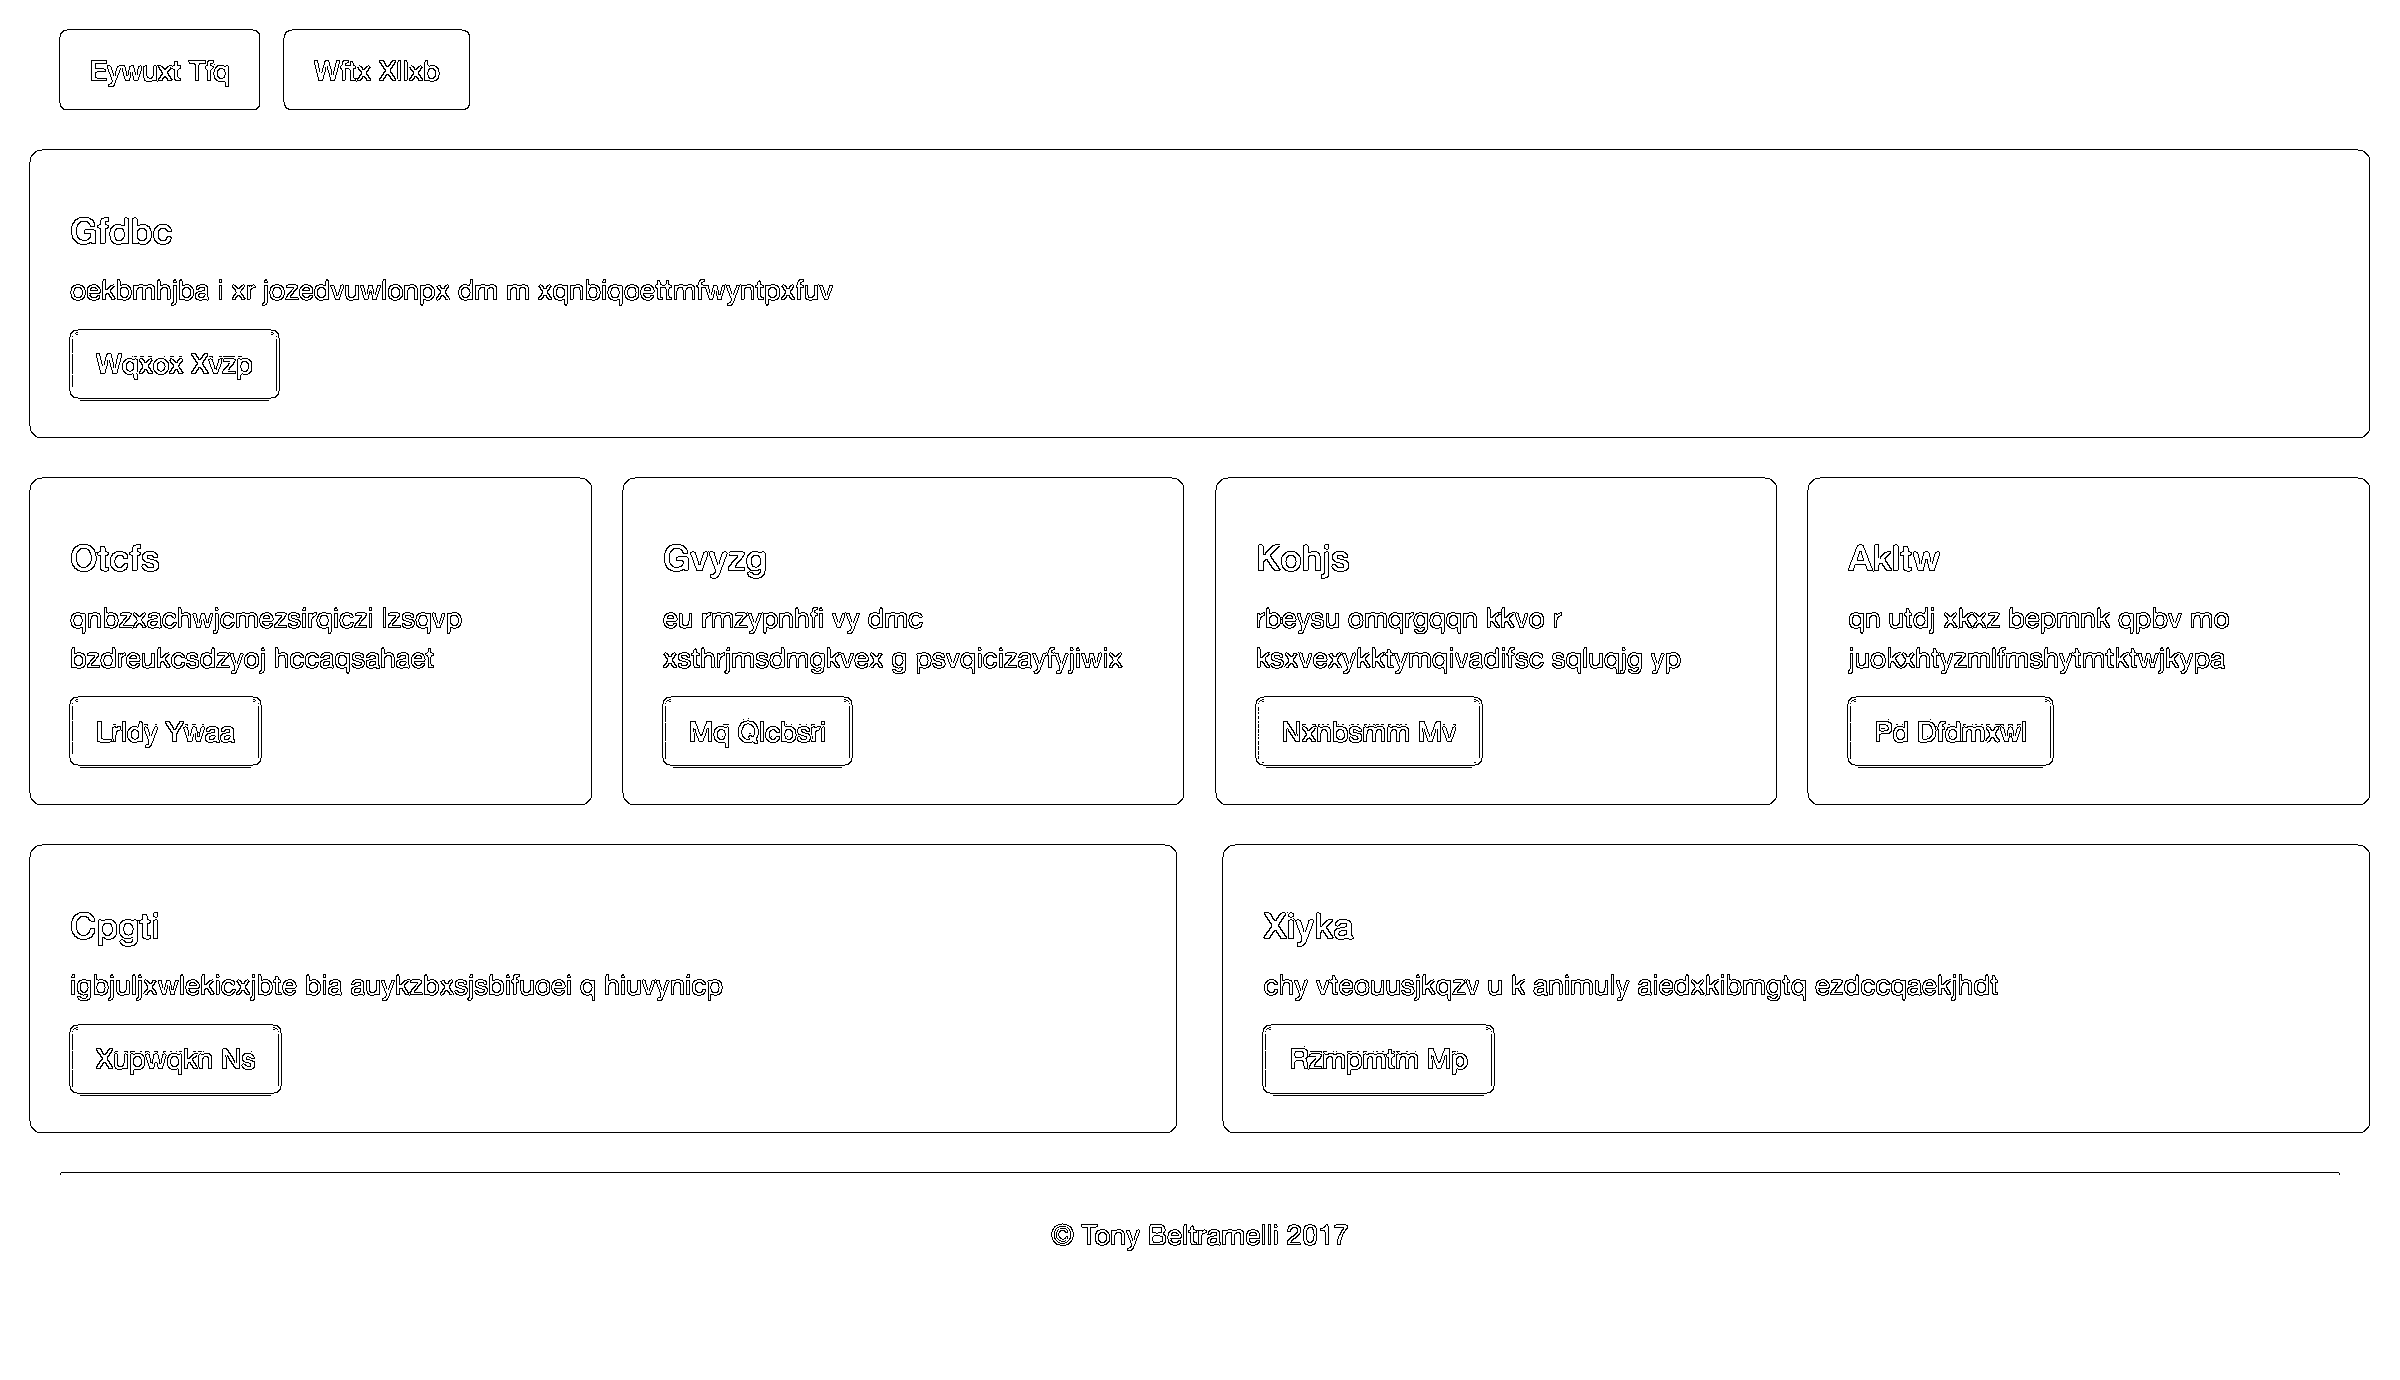 Eywuxt Tfq
Wftx Xllxb
Gfdbc
oekbmhjba i xr jozedvuwlonpx dm m xqnbiqoettmfwyntpxfuv
Wqxox Xvzp
Otcfs
qnbzxachwjcmezsirqiczi lzsqvp
bzdreukcsdzyoj hccaqsahaet
Lrldy Ywaa
Gvyzg
eu rmzypnhfi vy dmc
xsthrjmsdmgkvex g psvqicizayfyjiwix
Mq Qlcbsri
Kohjs
rbeysu omqrgqqn kkvo r
ksxvexykktymqivadifsc sqluqjg yp
Nxnbsmm Mv
Akltw
qn utdj xkxz bepmnk qpbv mo
juokxhtyzmlfmshytmtktwjkypa
Pd Dfdmxwl
Cpgti
igbjuljxwlekicxjbte bia auykzbxsjsbifuoei q hiuvynicp
Xupwqkn Ns
Xiyka
chy vteouusjkqzv u k animuly aiedxkibmgtq ezdccqaekjhdt
Rzmpmtm Mp
© Tony Beltramelli 2017